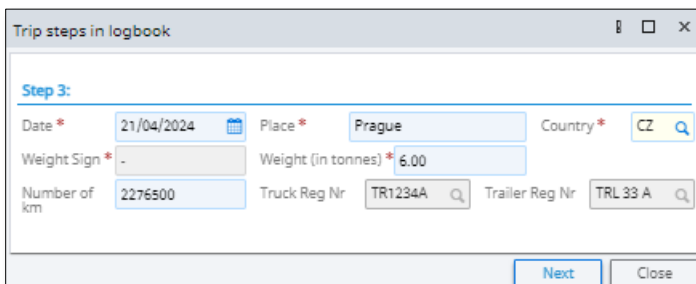 Trip steps in logbook
Step 3:
Date * 21/04/2024 Place * Prague Country * CZ
Weight Sign * - Weight (in tonnes) * 6.00
Number of km 2276500 Truck Reg Nr TR1234A Trailer Reg Nr TRL 33 A
Next Close